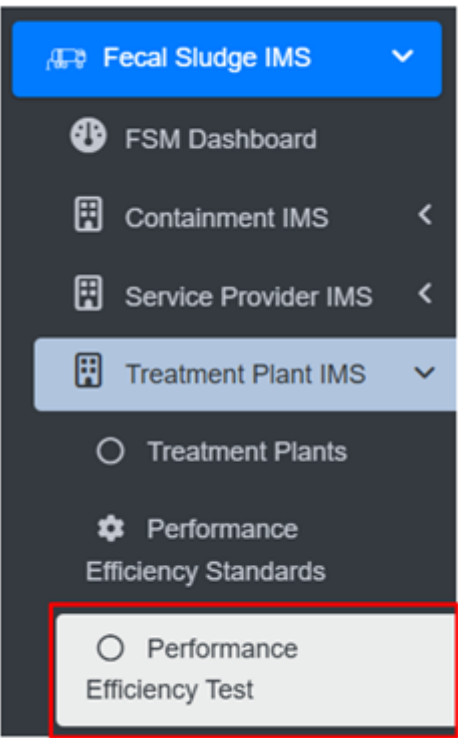 Fecal Sludge IMS
FSM Dashboard
Containment IMS
Service Provider IMS
Treatment Plant IMS
Treatment Plants
Performance
Efficiency Standards
Performance
Efficiency Test